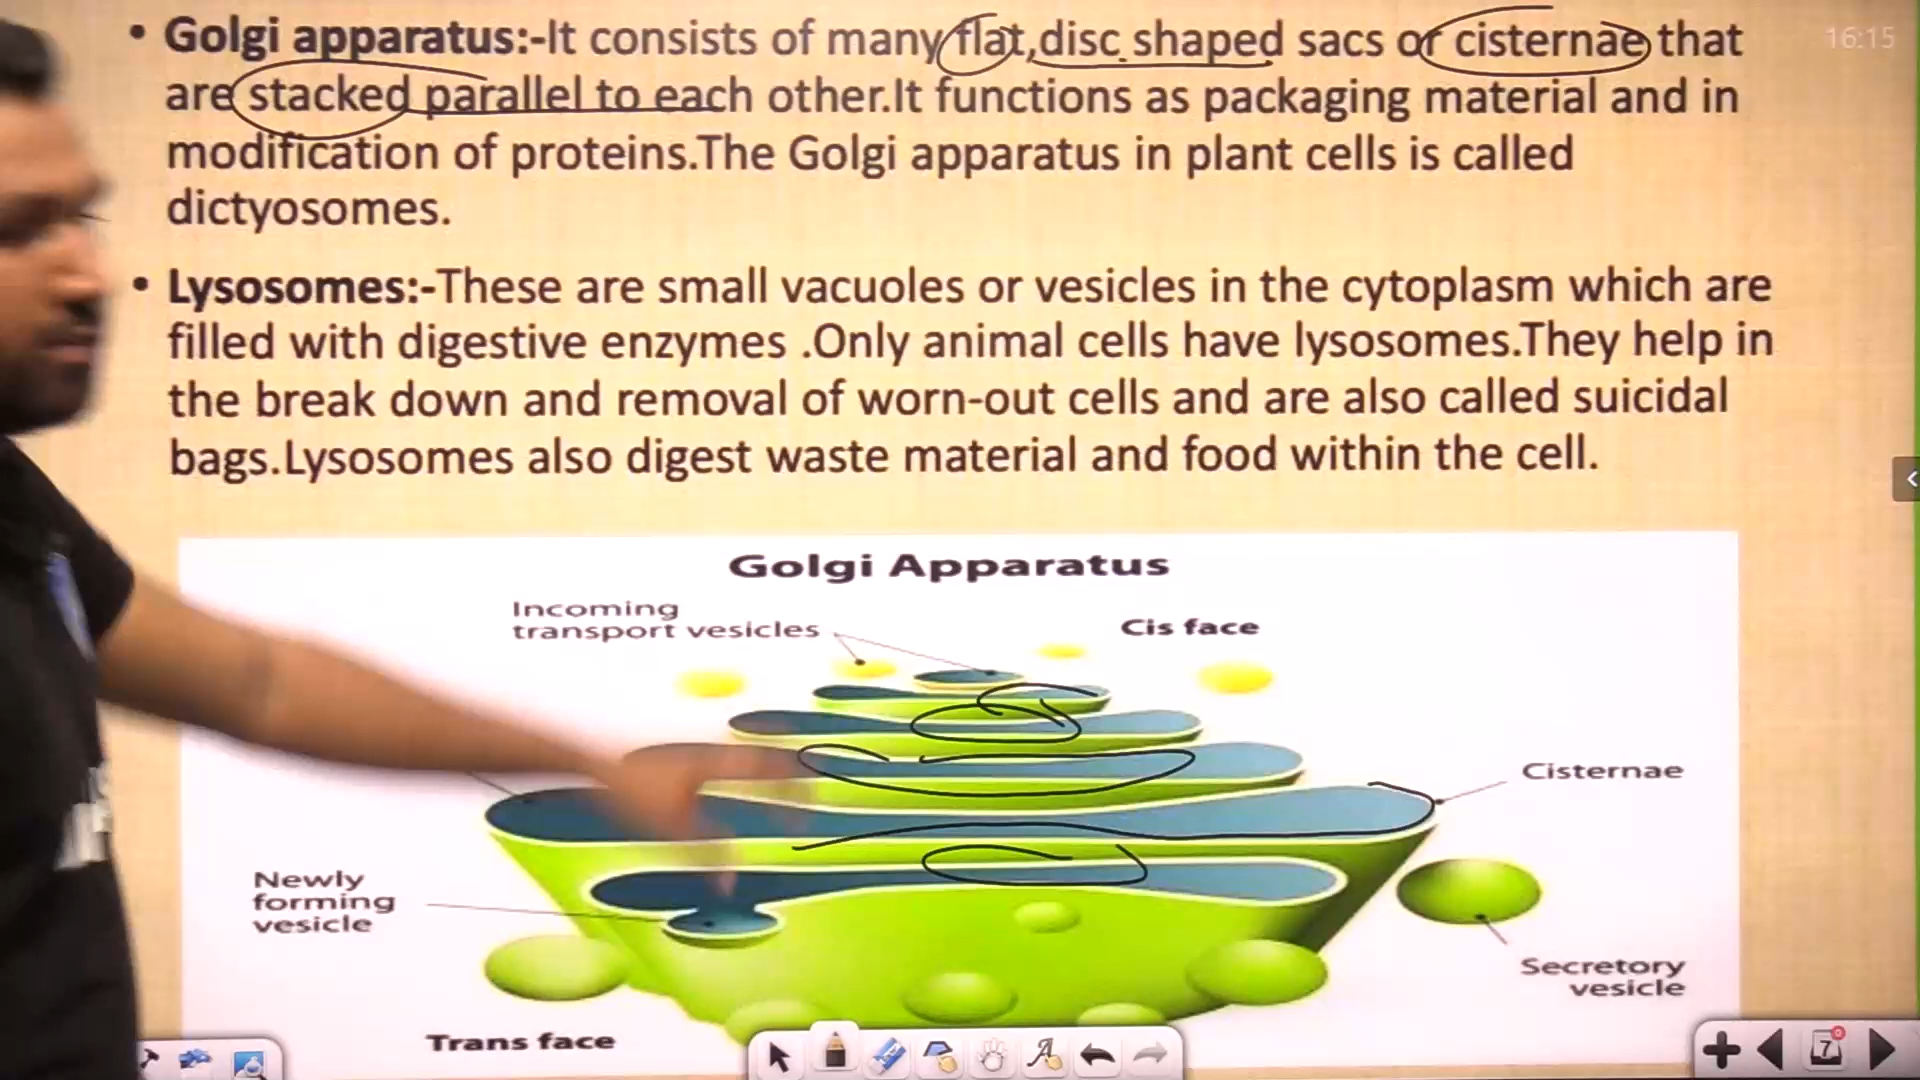 • Golgi apparatus:-It consists of many flat,disc shaped sacs or cisternae that
are stacked parallel to each other.It functions as packaging material and in
modification of proteins.The Golgi apparatus in plant cells is called
dictyosomes.
• Lysosomes:-These are small vacuoles or vesicles in the cytoplasm which are
filled with digestive enzymes .Only animal cells have lysosomes.They help in
the break down and removal of worn-out cells and are also called suicidal
bags.Lysosomes also digest waste material and food within the cell.
16:15
Golgi Apparatus
Incoming
transport vesicles
Cis face
Cisternae
Newly
forming
vesicle
Secretory
vesicle
Trans face
7
0